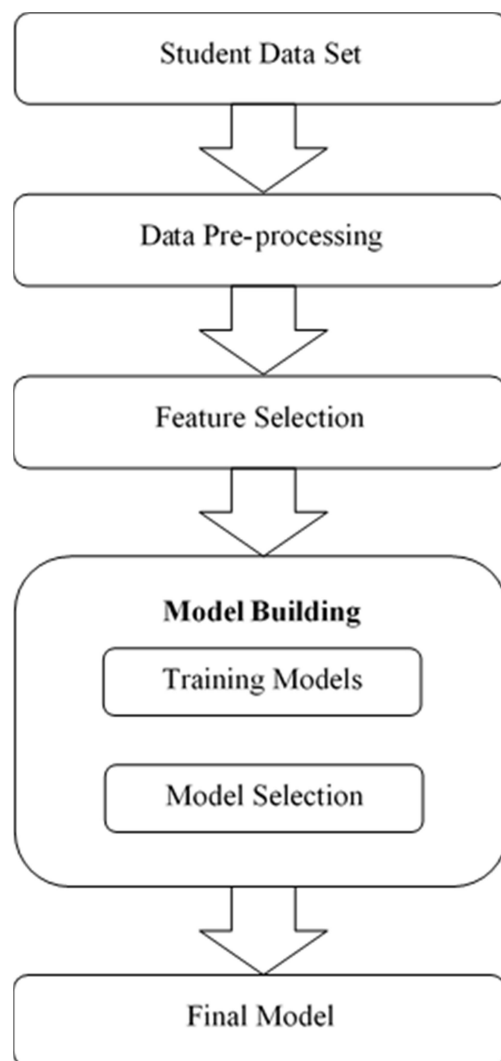 Student Data Set
Data Pre-processing
Feature Selection
Model Building
Training Models
Model Selection
Final Model